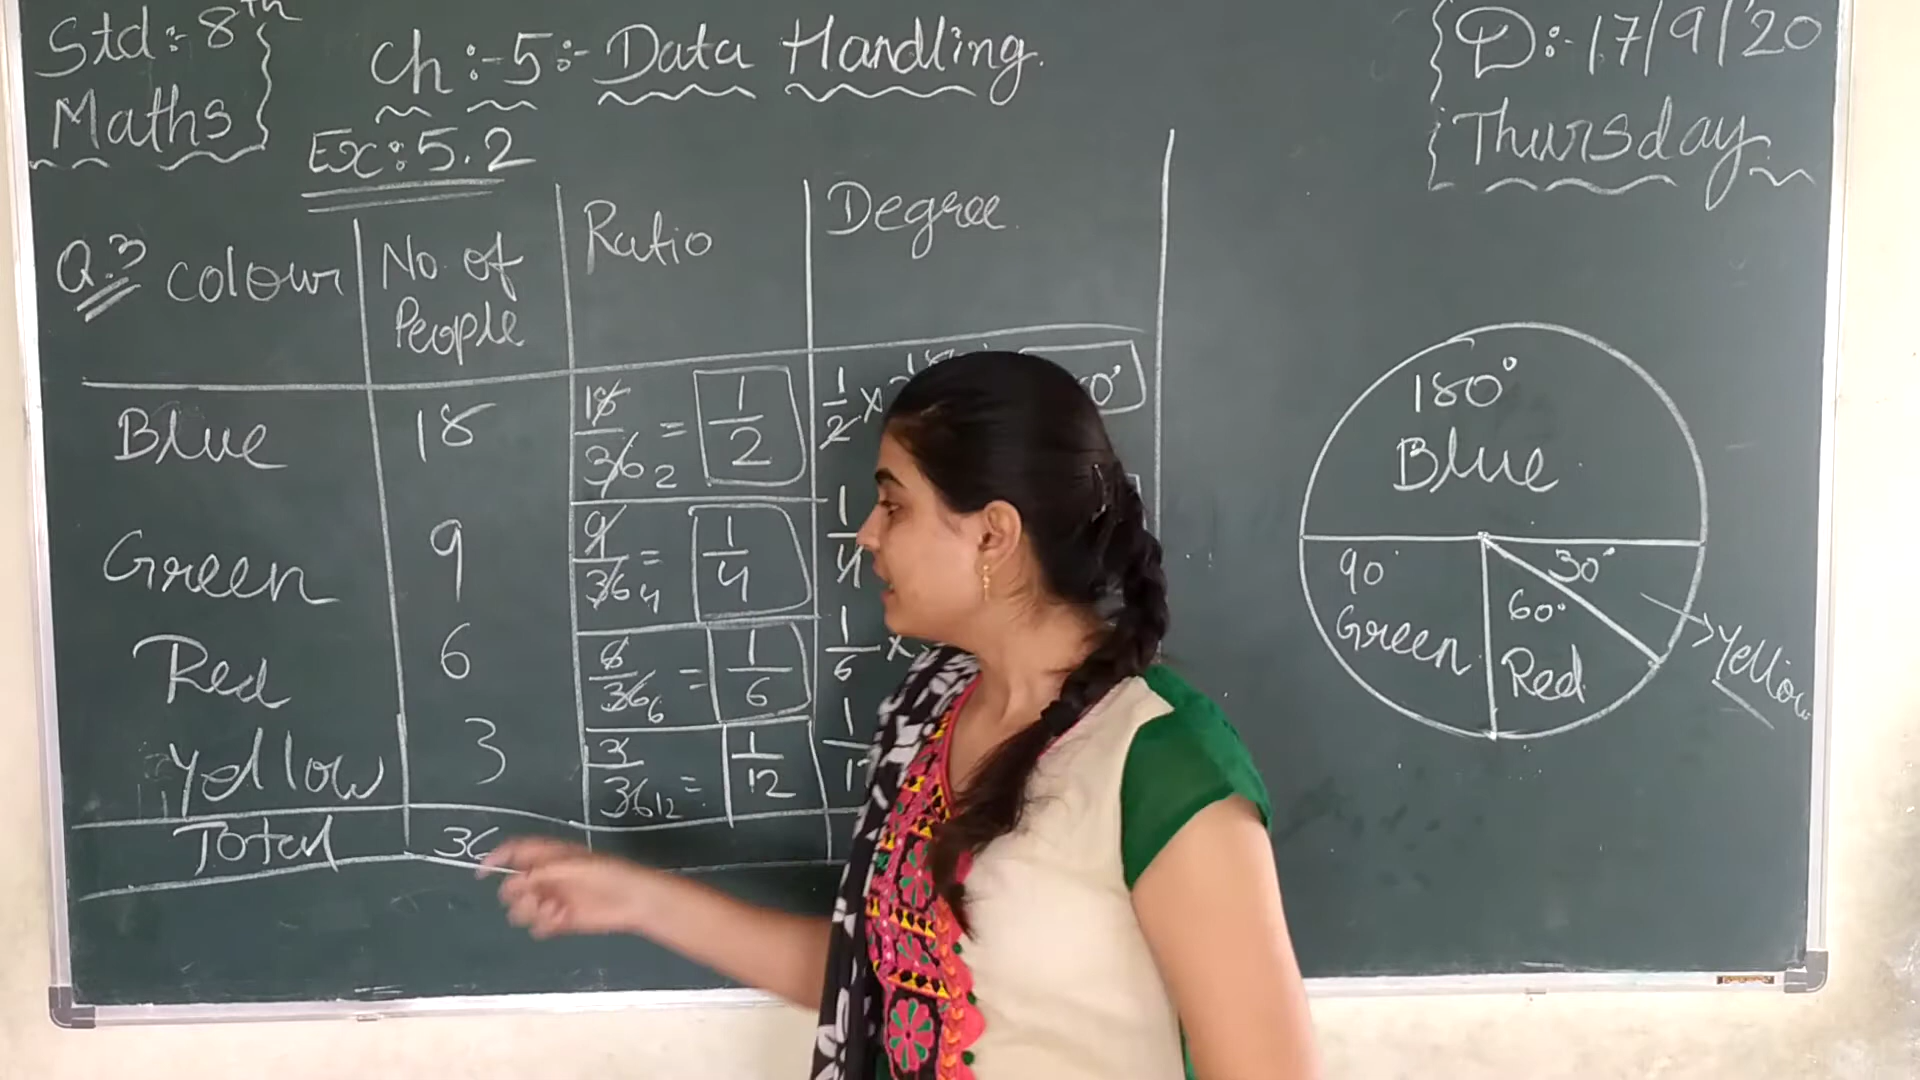 Std:- 8th
Maths
Ch:-5:- Data Handling.
Ex:5.2
D:-17/9/'20
Thursday
Q.3 colour No. of People Ratio Degree
Blue 18 18/36 2 = 1/2 1/2 ×
Green 9 9/36 4 = 1/4 1/4
Red 6 6/36 6 = 1/6 1/6 ×
Yellow 3 3/36 12 = 1/12
Total 36
180°
Blue
90°
Green
30°
60°
Red
Yellow